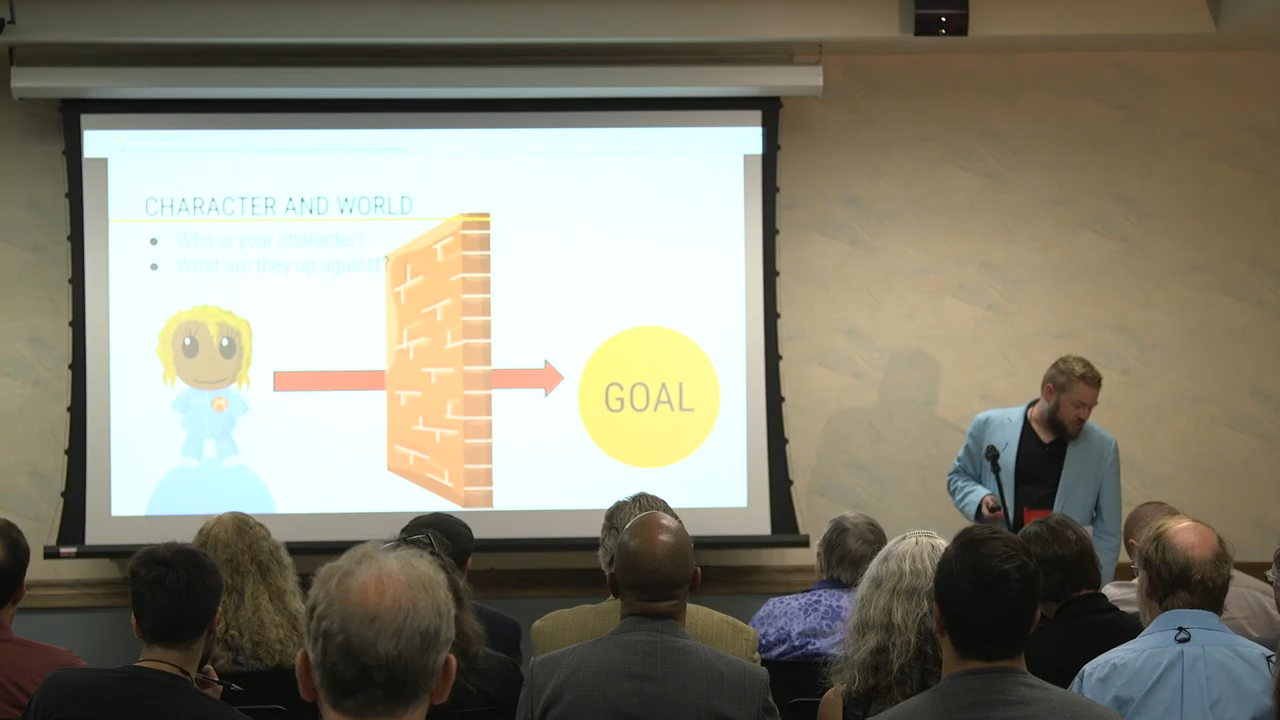 CHARACTER AND WORLD
Who is your character?
What are they up against?
GOAL